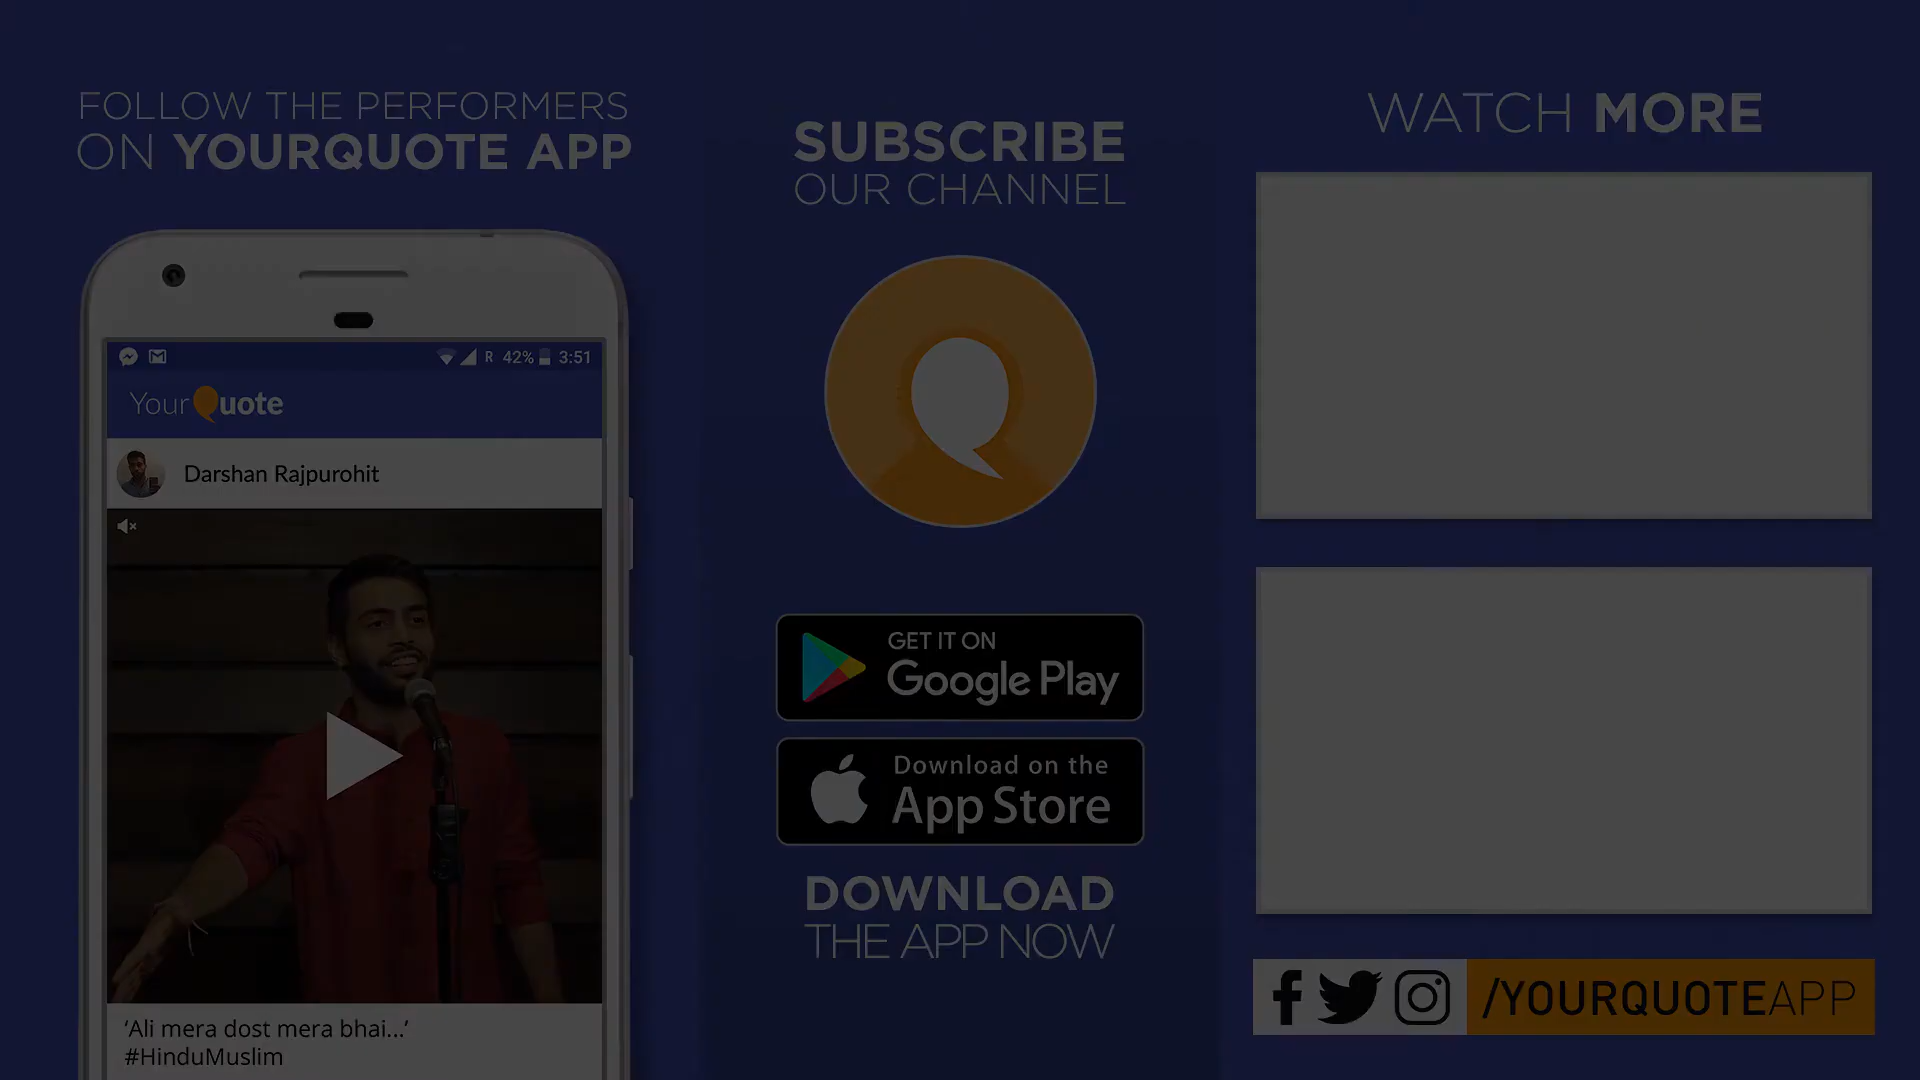 FOLLOW THE PERFORMERS
ON YOURQUOTE APP
R 42% 3:51
YourQuote
Darshan Rajpurohit
‘Ali mera dost mera bhai...’
#HinduMuslim
SUBSCRIBE
OUR CHANNEL
GET IT ON
Google Play
Download on the
App Store
DOWNLOAD
THE APP NOW
WATCH MORE
/YOURQUOTEAPP